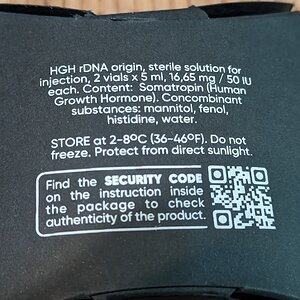 HGH rDNA origin, sterile solution for
injection, 2 vials x 5 ml, 16,65 mg / 50 IU
each. Content: Somatropin (Human
Growth Hormone). Concombinant
substances: mannitol, fenol,
histidine, water.
STORE at 2-8ºC (36-46ºF). Do not
freeze. Protect from direct sunlight.
Find the SECURITY CODE
on the instruction inside
the package to check
authenticity of the product.